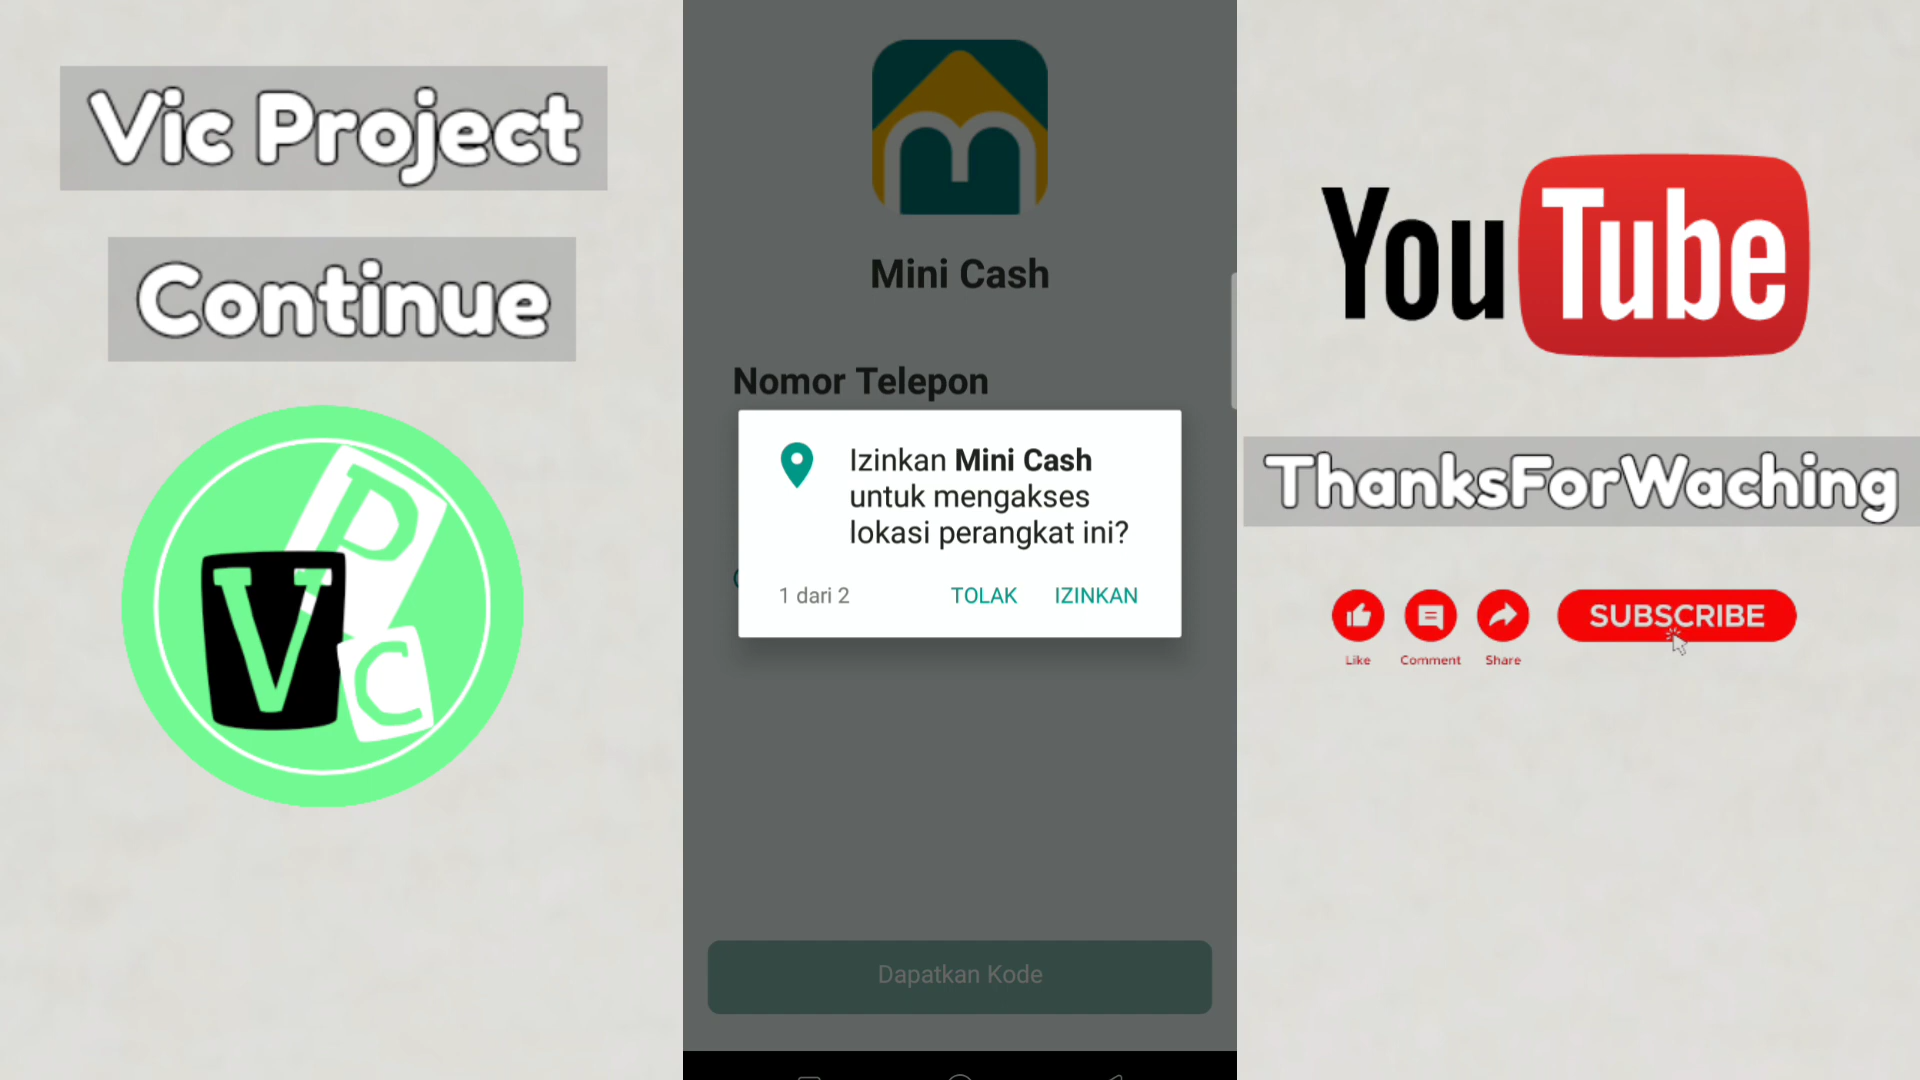 Vic Project
Continue
V
P
C
m
Mini Cash
Nomor Telepon
Izinkan Mini Cash
untuk mengakses
lokasi perangkat ini?
1 dari 2
TOLAK
IZINKAN
Dapatkan Kode
YouTube
ThanksForWaching
Like
Comment
Share
SUBSCRIBE